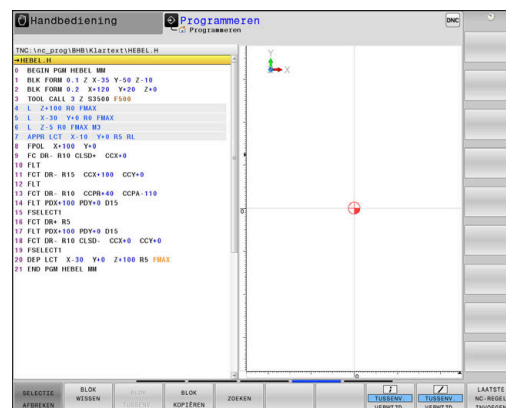 Handbediening
Programmeren
Programmeren
DNC
TNC:\nc_prog\BHB\Klartext\HEBEL.H
→HEBEL.H
0 BEGIN PGM HEBEL MM
1 BLK FORM 0.1 Z X-35 Y-50 Z-10
2 BLK FORM 0.2 X+120 Y+20 Z+0
3 TOOL CALL 3 Z S3500 F500
4 L Z+100 R0 FMAX
5 L X-30 Y+0 R0 FMAX
6 L Z-5 R0 FMAX M3
7 APPR LCT X-10 Y+0 R5 RL
8 FPOL X+100 Y+0
9 FC DR- R10 CLSD+ CCX+0
10 FLT
11 FCT DR- R15 CCX+100 CCY+0
12 FLT
13 FCT DR- R10 CCPR+40 CCPA-110
14 FLT PDX+100 PDY+0 D15
15 FSELECT1
16 FCT DR+ R5
17 FLT PDX+100 PDY+0 D15
18 FCT DR- R10 CLSD- CCX+0 CCY+0
19 FSELECT1
20 DEP LCT X-30 Y+0 Z+100 R5 FMAX
21 END PGM HEBEL MM
Y
X
0
0
SELECTIE AFBREKEN
BLOK WISSEN
BLOK TUSSENV.
BLOK KOPIËREN
ZOEKEN
TUSSENV. VERWIJD.
TUSSENV. VERWIJD.
LAATSTE NC-REGEL INVOEGEN